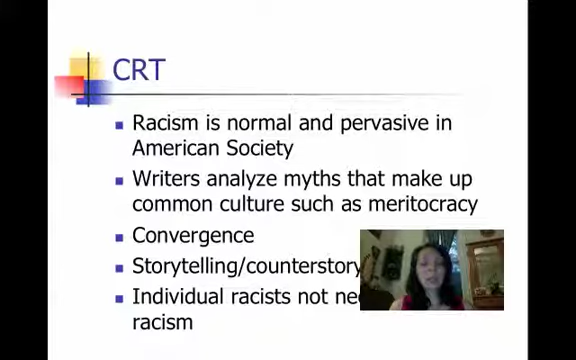 CRT
Racism is normal and pervasive in
American Society
Writers analyze myths that make up
common culture such as meritocracy
Convergence
Storytelling/counterstory
Individual racists not
racism